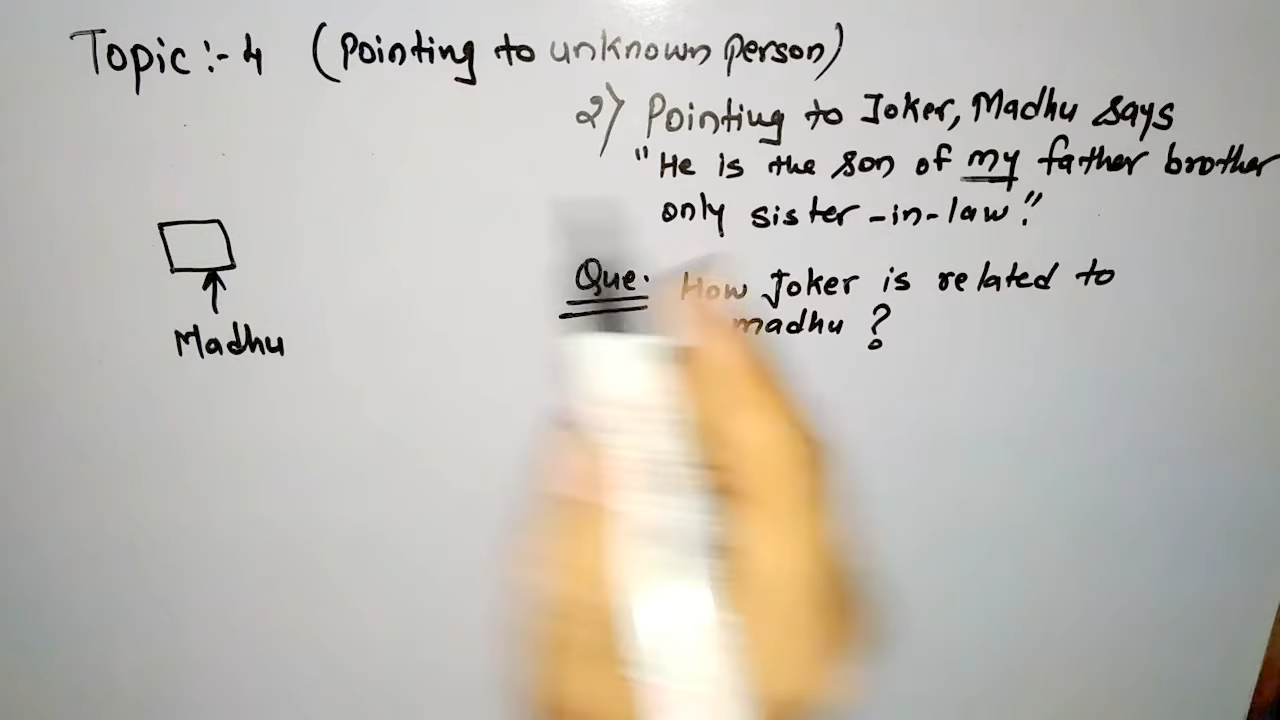 Topic :- 4 (Pointing to unknown person)
2) Pointing to Joker, Madhu says
"He is the son of my father brother
only sister-in-law"
Que. How Joker is related to
madhu ?
Madhu